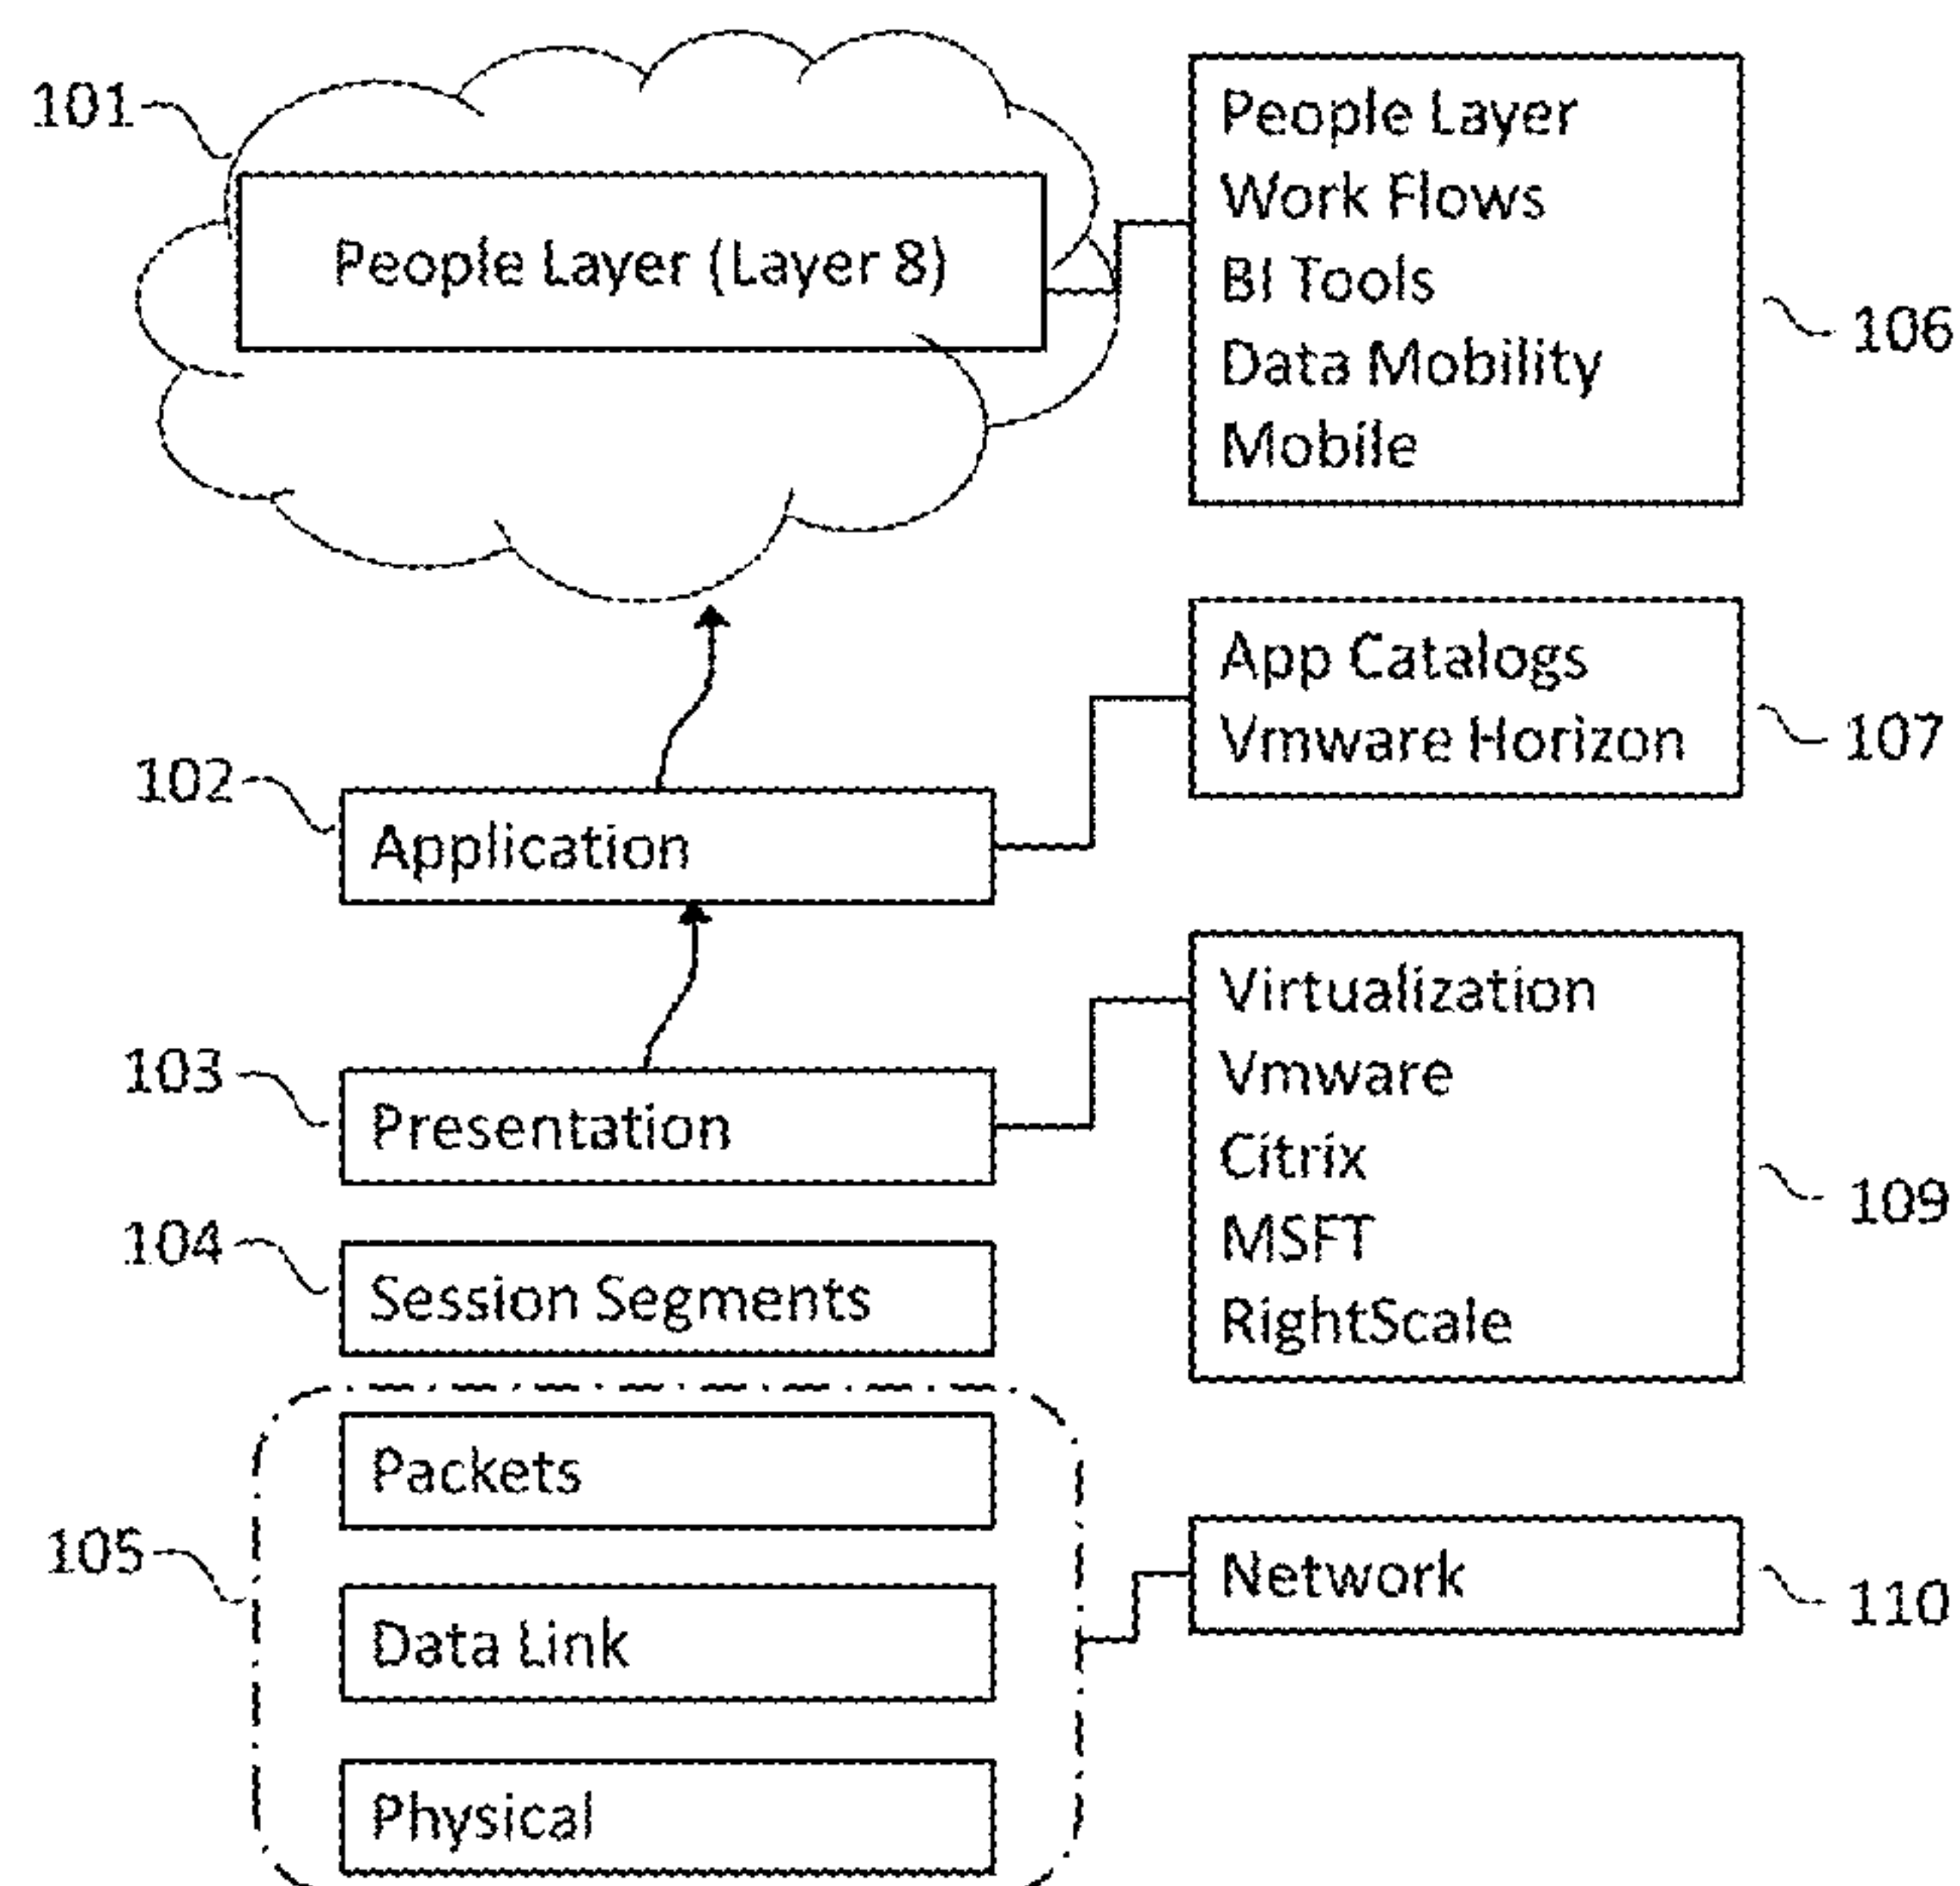 101
People Layer (Layer 8)
People Layer
Work Flows
BI Tools
Data Mobility
Mobile
106
App Catalogs
Vmware Horizon
107
102
Application
Virtualization
Vmware
Citrix
MSFT
RightScale
109
103
Presentation
104
Session Segments
105
Packets
Data Link
Physical
Network
110